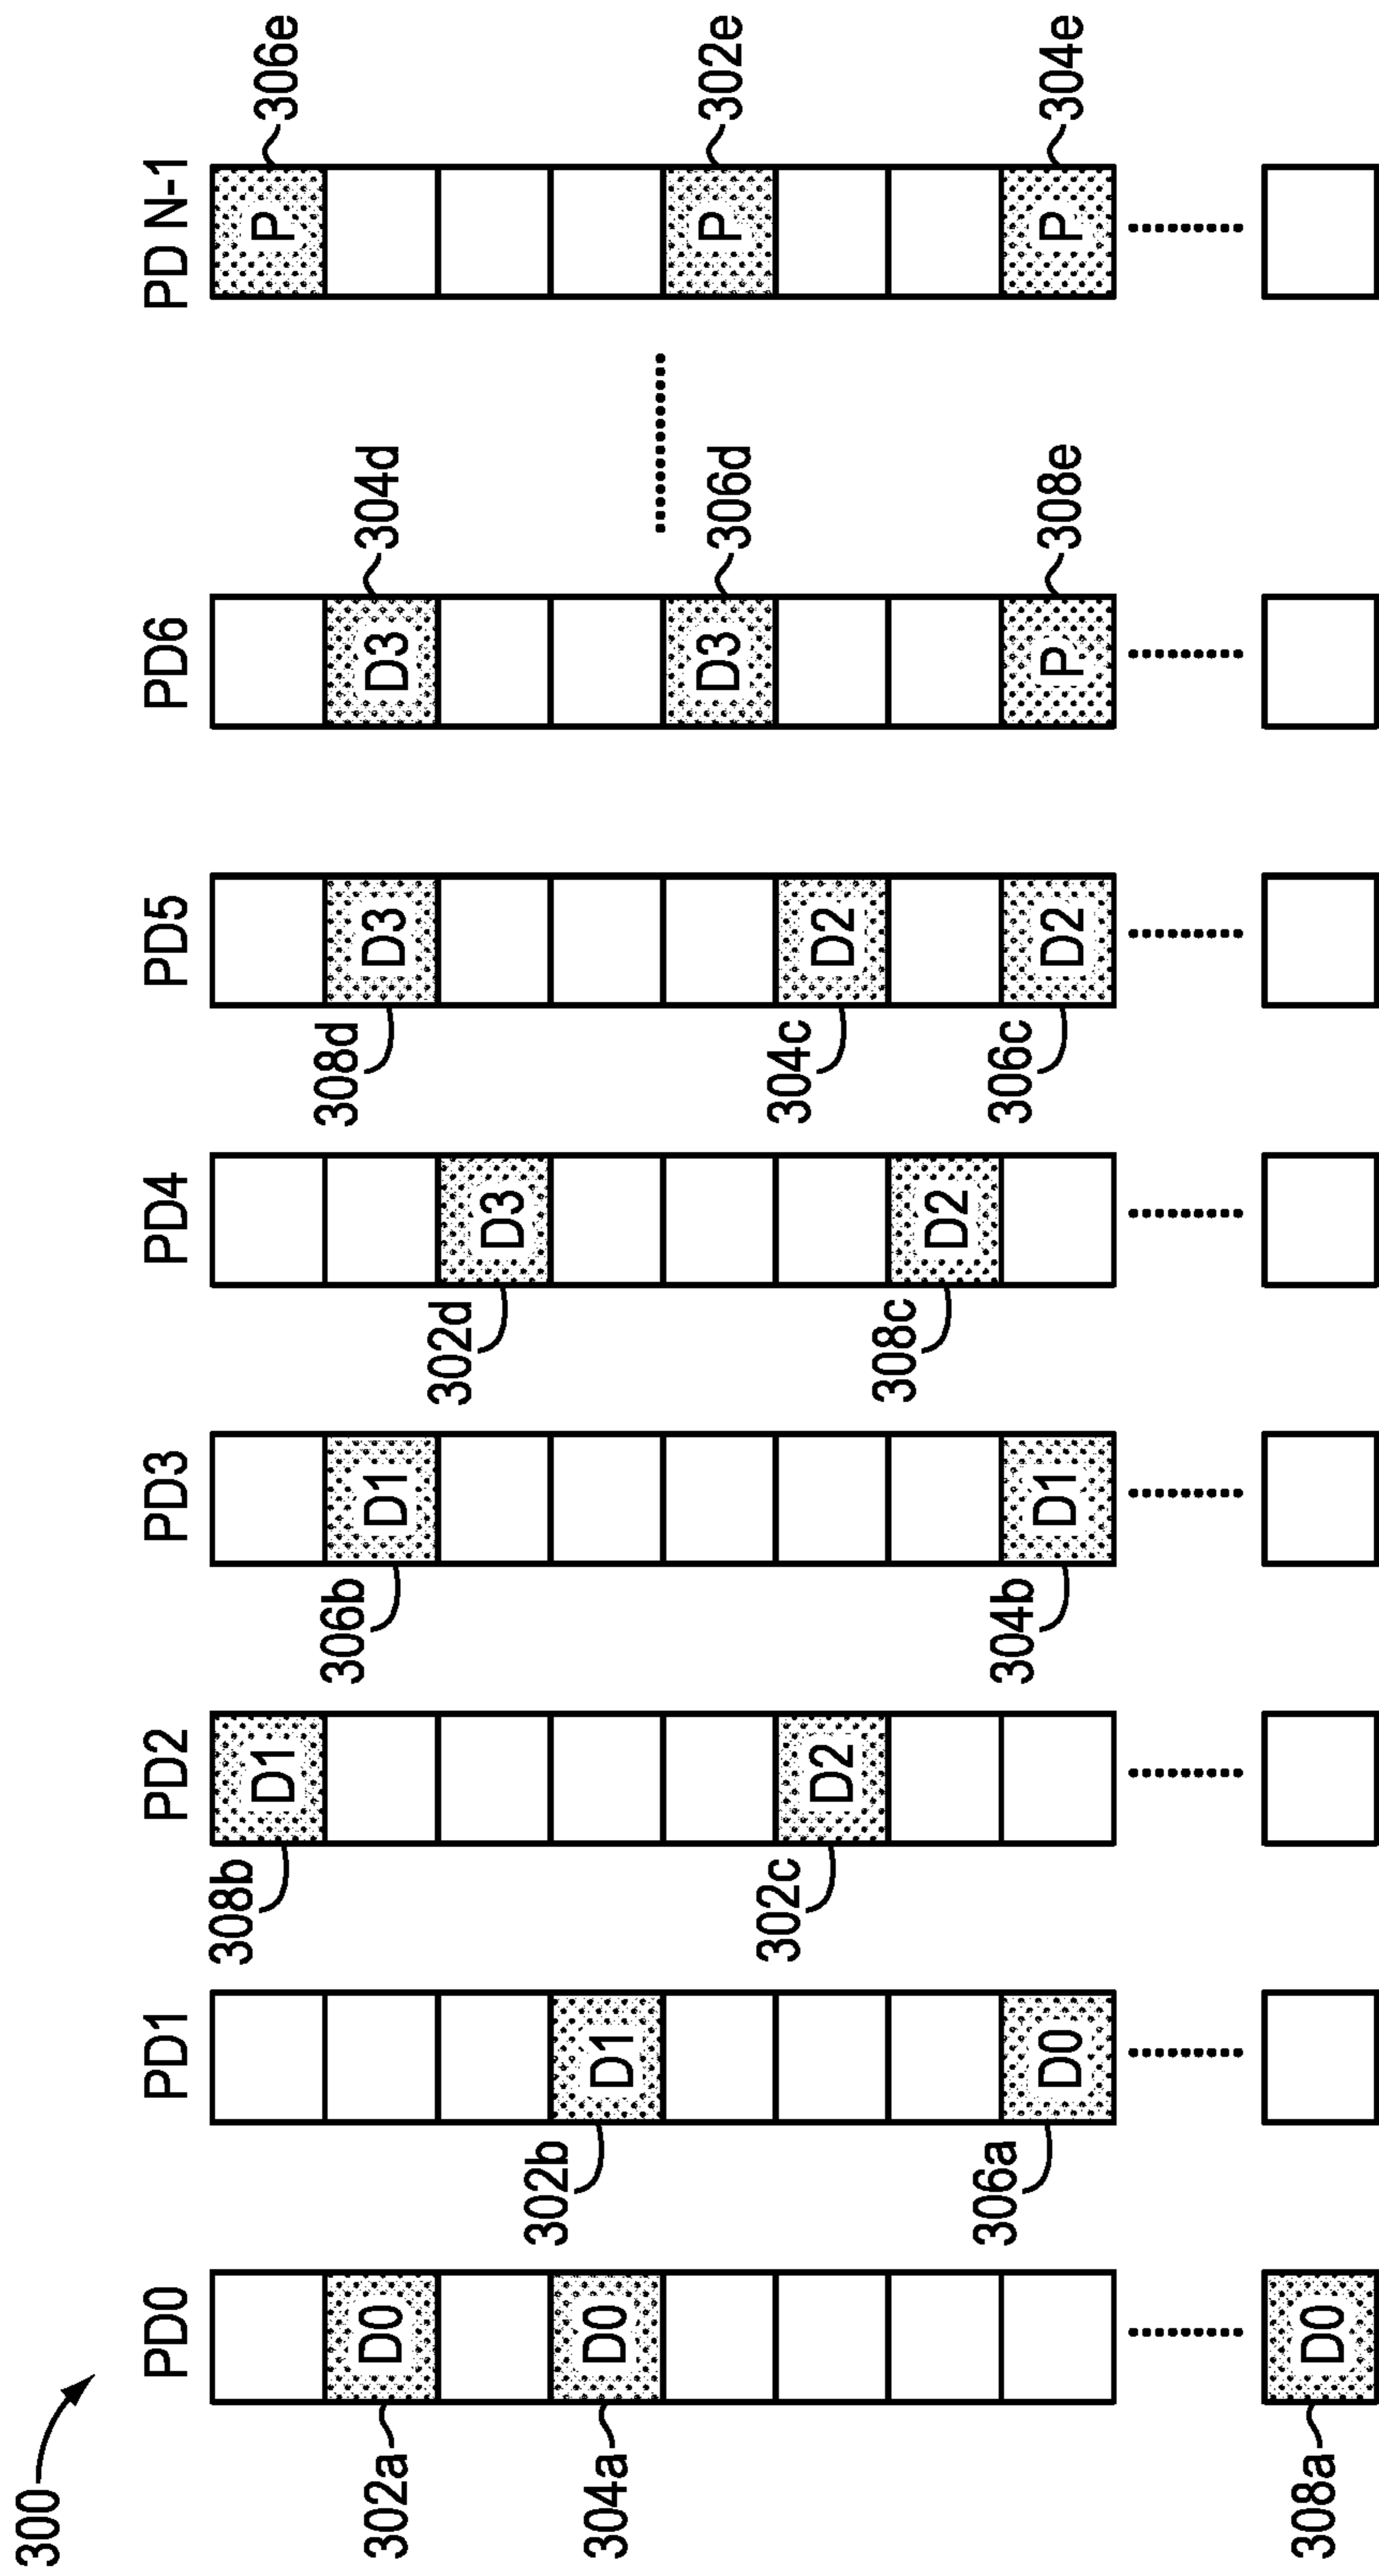 300
PD0
PD1
PD2
PD3
PD4
PD5
PD6
PD N-1
302a
D0
304a
D0
308a
D0
302b
D1
306a
D0
308b
D1
302c
D2
306b
D1
304b
D1
302d
D3
308c
D2
308d
D3
304c
D2
306c
D2
D3
304d
D3
306d
P
308e
P
306e
P
302e
P
304e